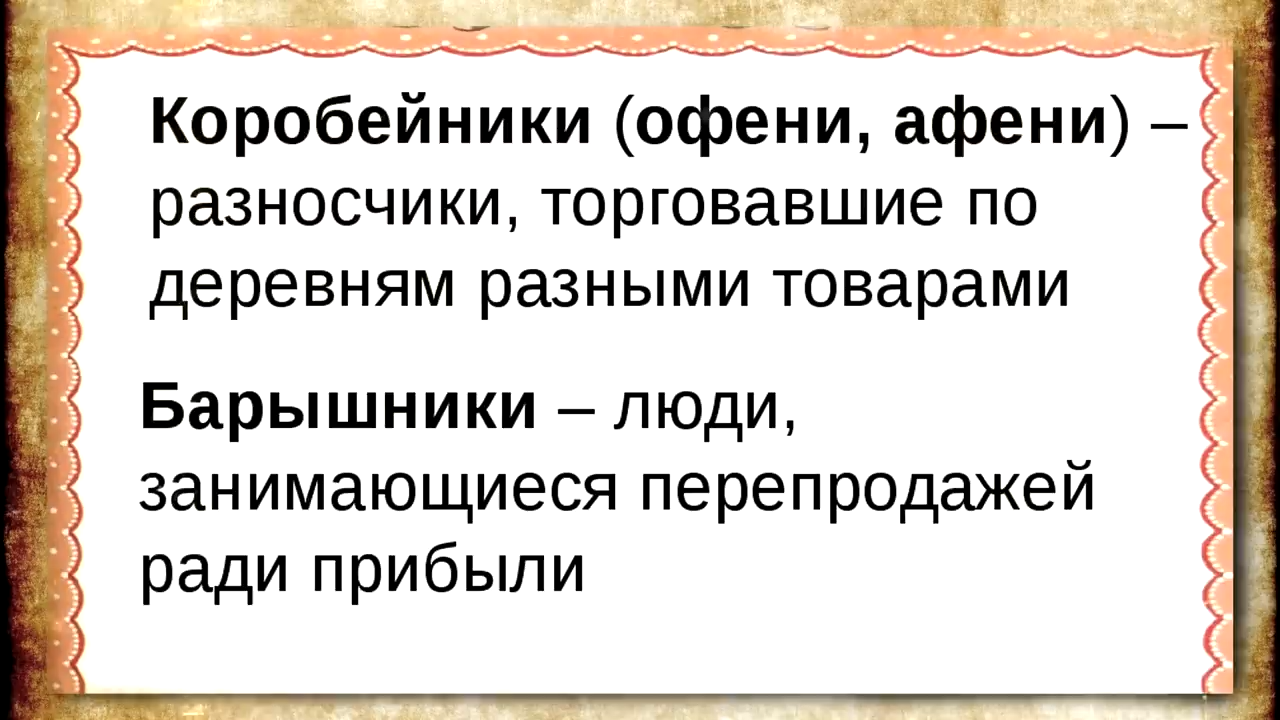 Коробейники (офени, афени) –
разносчики, торговавшие по
деревням разными товарами
Барышники – люди,
занимающиеся перепродажей
ради прибыли